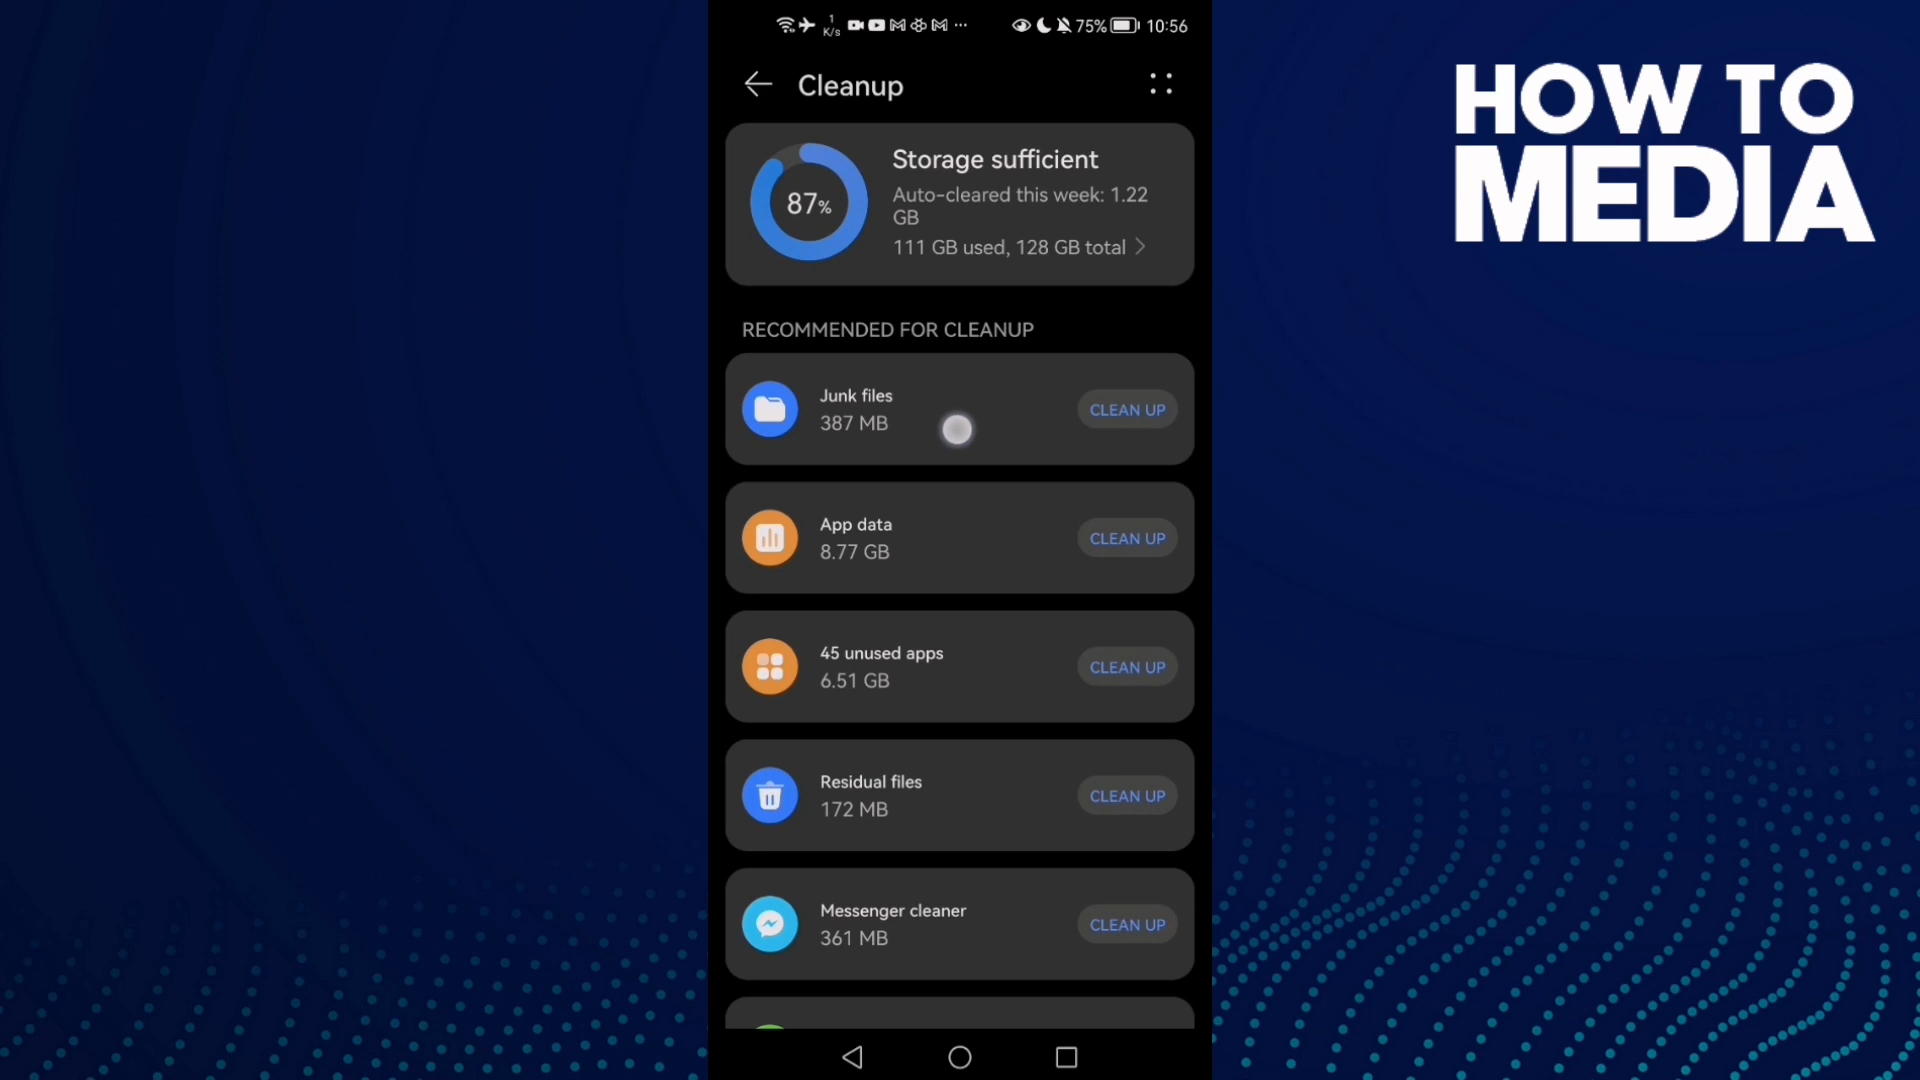 1
K/s
75%
10:56
Cleanup
HOW TO
MEDIA
87%
Storage sufficient
Auto-cleared this week: 1.22
GB
111 GB used, 128 GB total
RECOMMENDED FOR CLEANUP
Junk files
387 MB
CLEAN UP
App data
8.77 GB
CLEAN UP
45 unused apps
6.51 GB
CLEAN UP
Residual files
172 MB
CLEAN UP
Messenger cleaner
361 MB
CLEAN UP